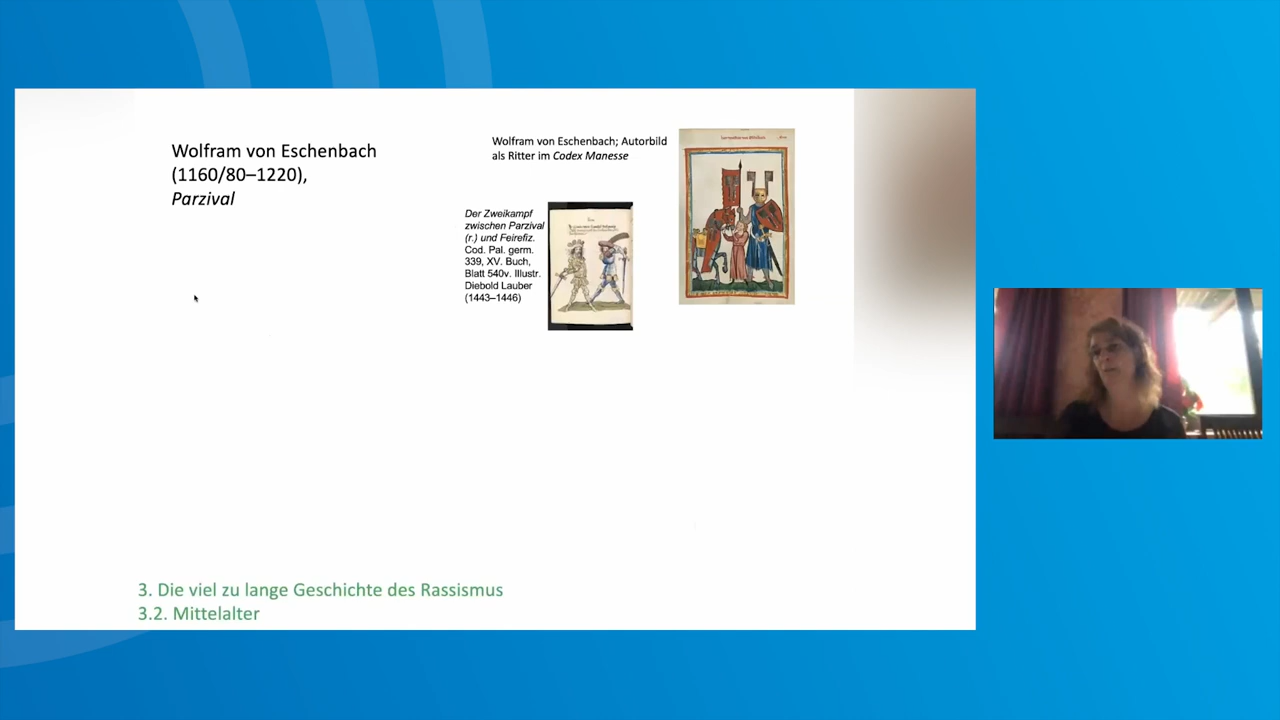 Wolfram von Eschenbach
(1160/80–1220),
Parzival
Wolfram von Eschenbach; Autorbild
als Ritter im Codex Manesse
Der Zweikampf
zwischen Parzival
(r.) und Feirefiz.
Cod. Pal. germ.
339, XV. Buch,
Blatt 540v. Illustr.
Diebold Lauber
(1443–1446)
3. Die viel zu lange Geschichte des Rassismus
3.2. Mittelalter